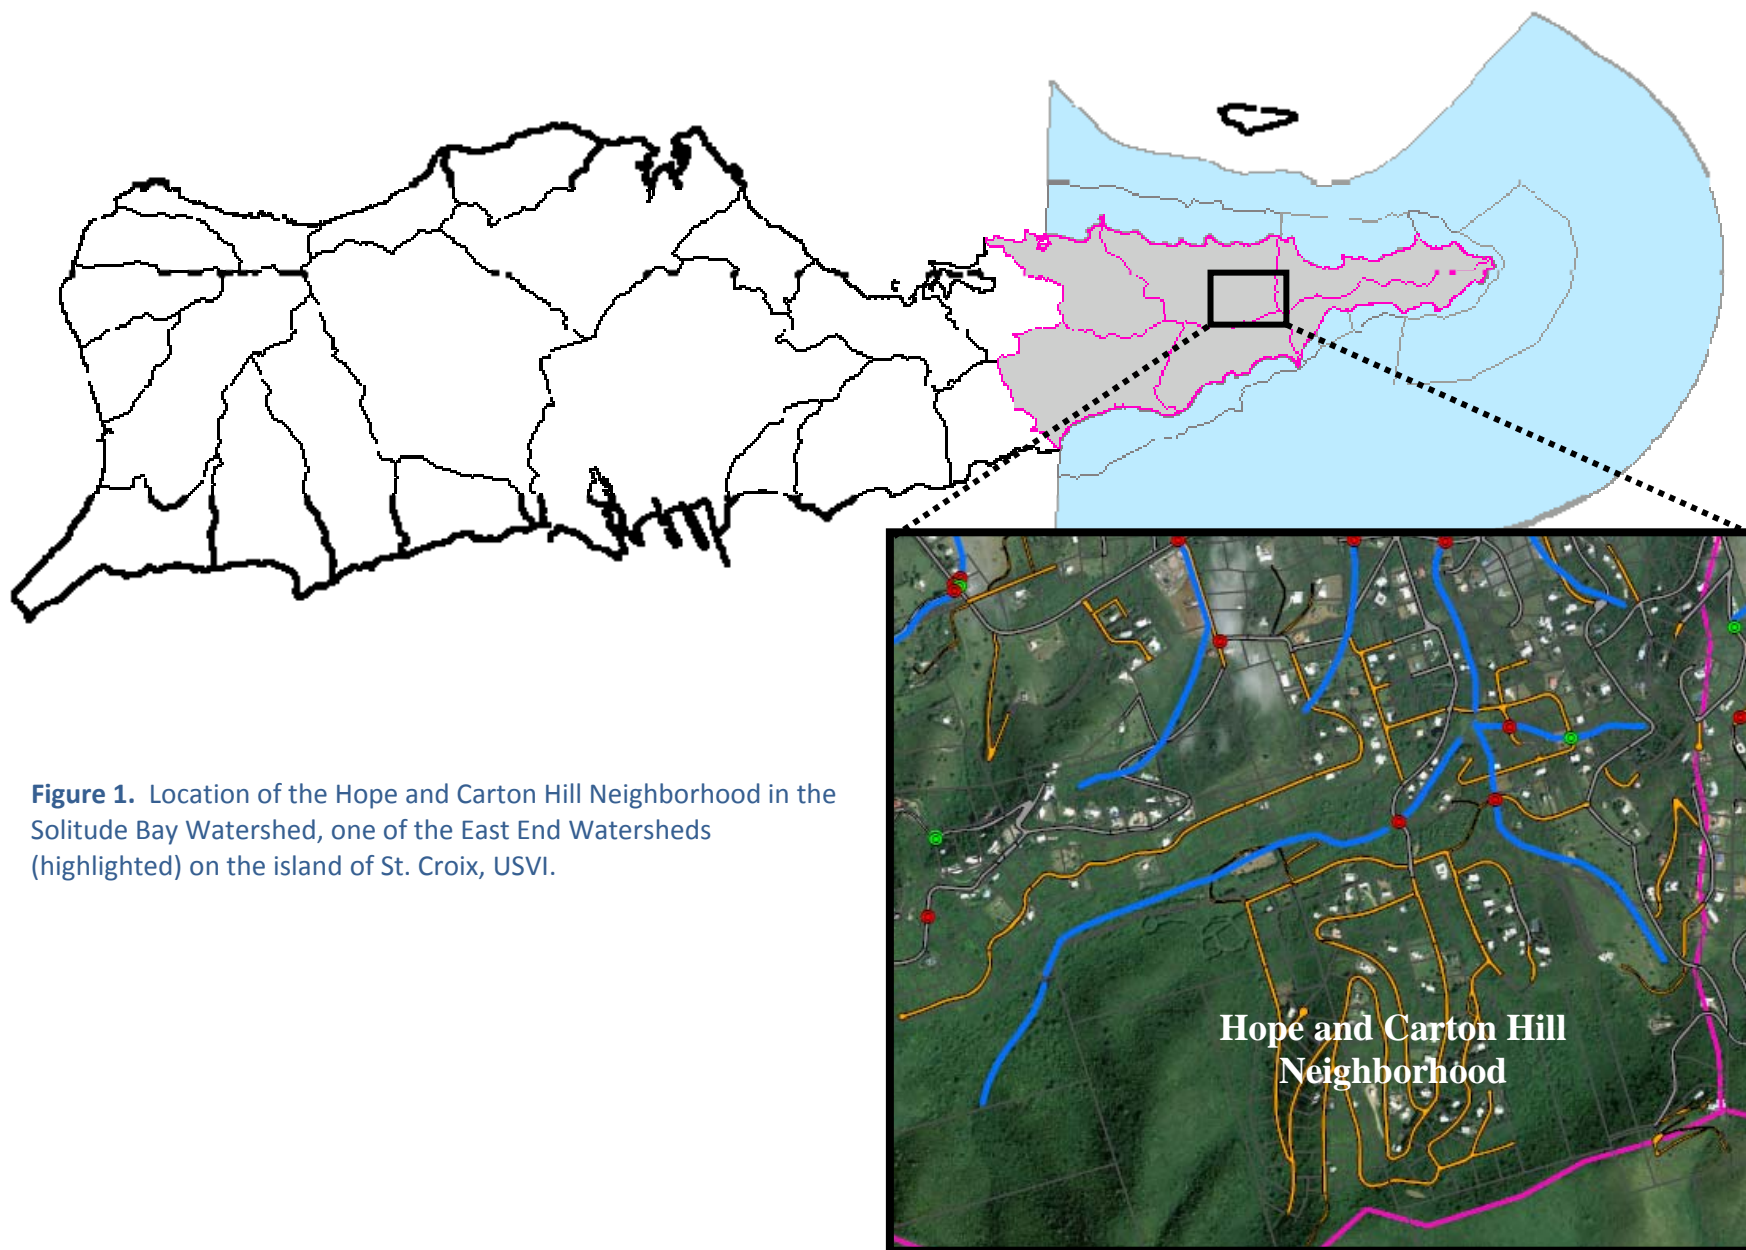 Figure 1. Location of the Hope and Carton Hill Neighborhood in the
Solitude Bay Watershed, one of the East End Watersheds
(highlighted) on the island of St. Croix, USVI.
Hope and Carton Hill
Neighborhood